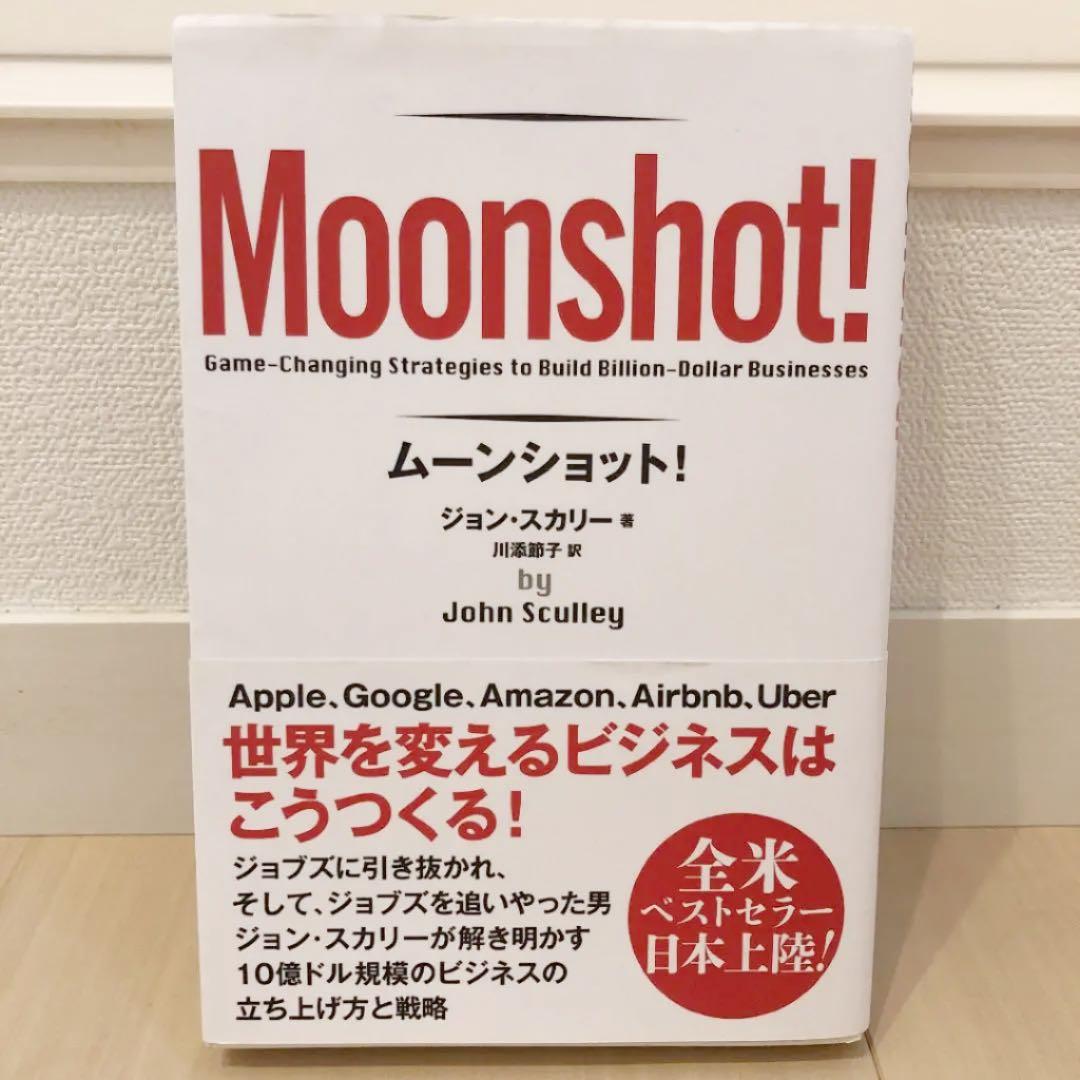 Moonshot!
Game-Changing Strategies to Build Billion-Dollar Businesses
ムーンショット!
ジョン・スカリー 著
川添節子 訳
by
John Sculley
Apple、Google、Amazon、Airbnb、Uber
世界を変えるビジネスは
こうつくる!
ジョブズに引き抜かれ、
そして、ジョブズを追いやった男
ジョン・スカリーが解き明かす
10億ドル規模のビジネスの
立ち上げ方と戦略
全米
ベストセラー
日本上陸!